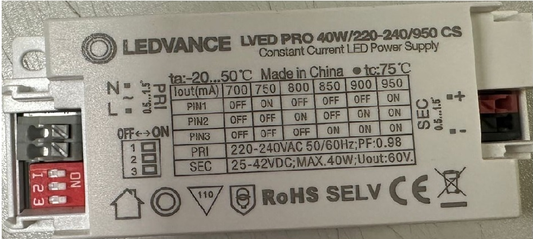 LEDVANCE LVED PRO 40W/220-240/950 CS
Constant Current LED Power Supply
ta:-20...50℃ Made in China ●tc:75℃
N
L
PRI
0.5...1.5
Iout(mA) 700 750 800 850 900 950
PIN1 OFF OFF OFF OFF ON ON
PIN2 OFF OFF ON ON OFF ON
PIN3 OFF ON OFF ON OFF ON
PRI 220-240VAC 50/60Hz;PF:0.98
SEC 25-42VDC;MAX.40W;Uout:60V.
SEC
0.5...1.5
+
-
OFF↔ON
1
2
3
ON
1 2 3
110
RoHS SELV CE